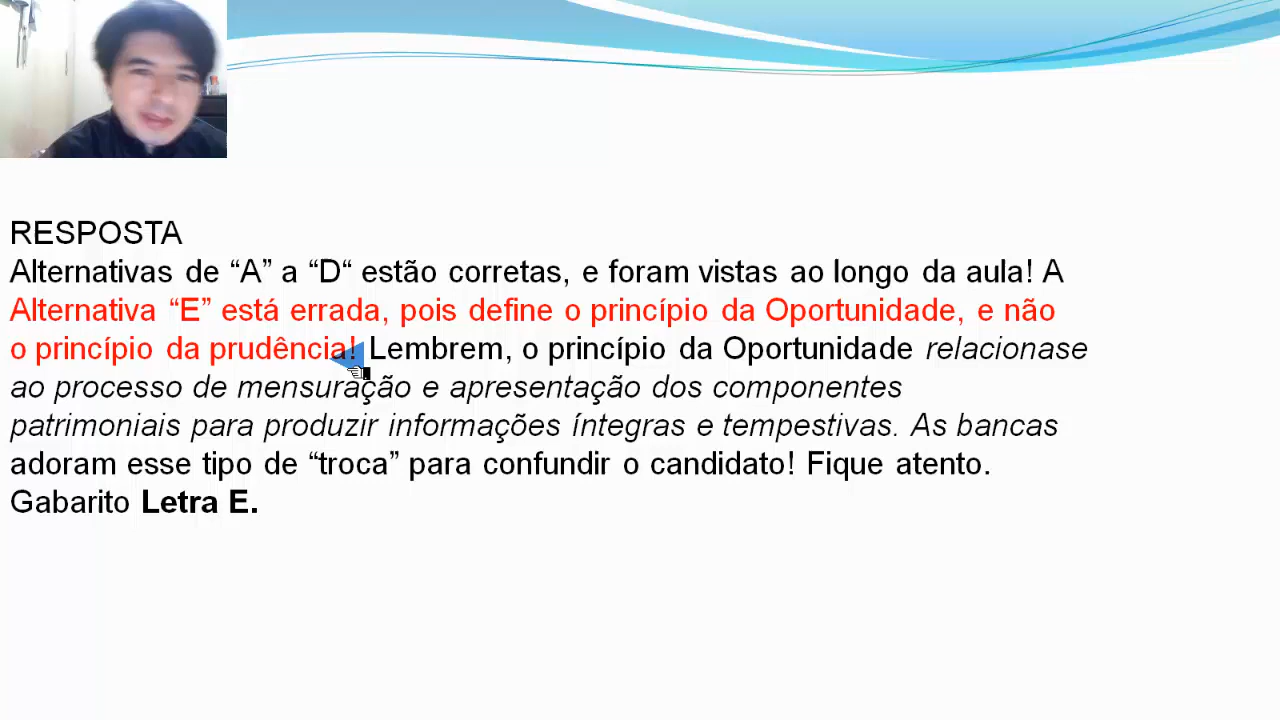 RESPOSTA
Alternativas de “A” a “D“ estão corretas, e foram vistas ao longo da aula! A
Alternativa “E” está errada, pois define o princípio da Oportunidade, e não
o princípio da prudência! Lembrem, o princípio da Oportunidade relacionase
ao processo de mensuração e apresentação dos componentes
patrimoniais para produzir informações íntegras e tempestivas. As bancas
adoram esse tipo de “troca” para confundir o candidato! Fique atento.
Gabarito Letra E.